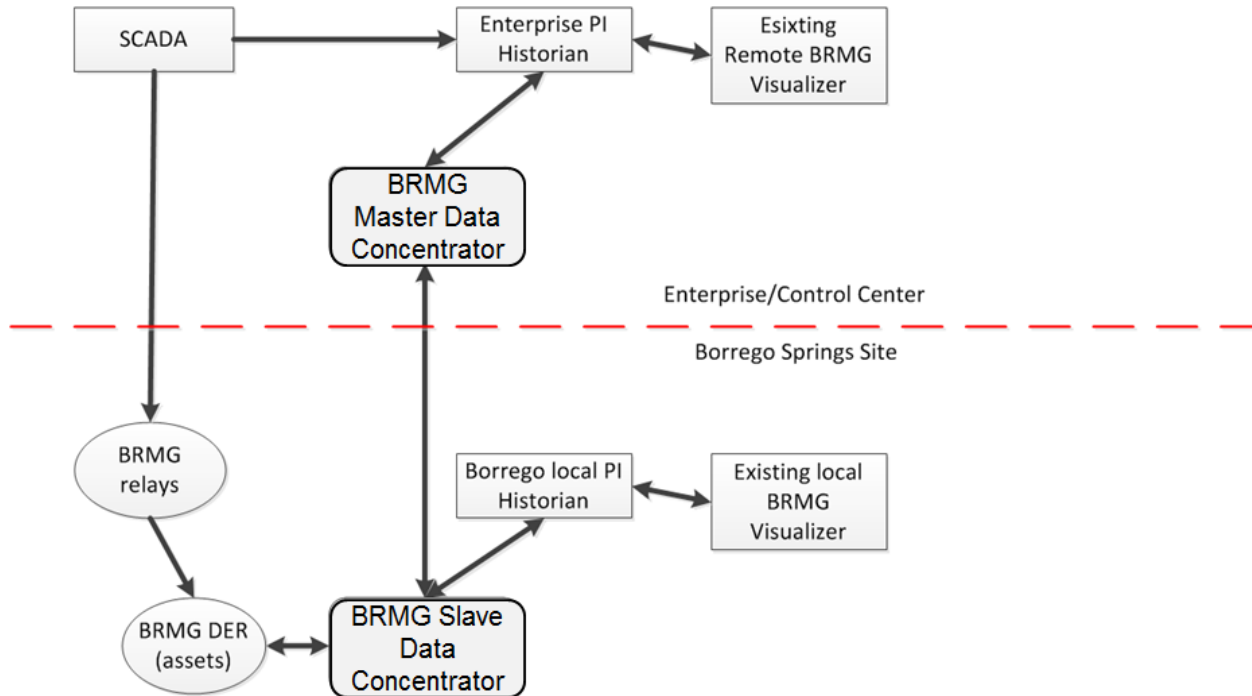 SCADA
Enterprise PI
Historian
Esixting
Remote BRMG
Visualizer
BRMG
Master Data
Concentrator
Enterprise/Control Center
Borrego Springs Site
BRMG
relays
Borrego local PI
Historian
Existing local
BRMG
Visualizer
BRMG DER
(assets)
BRMG Slave
Data
Concentrator